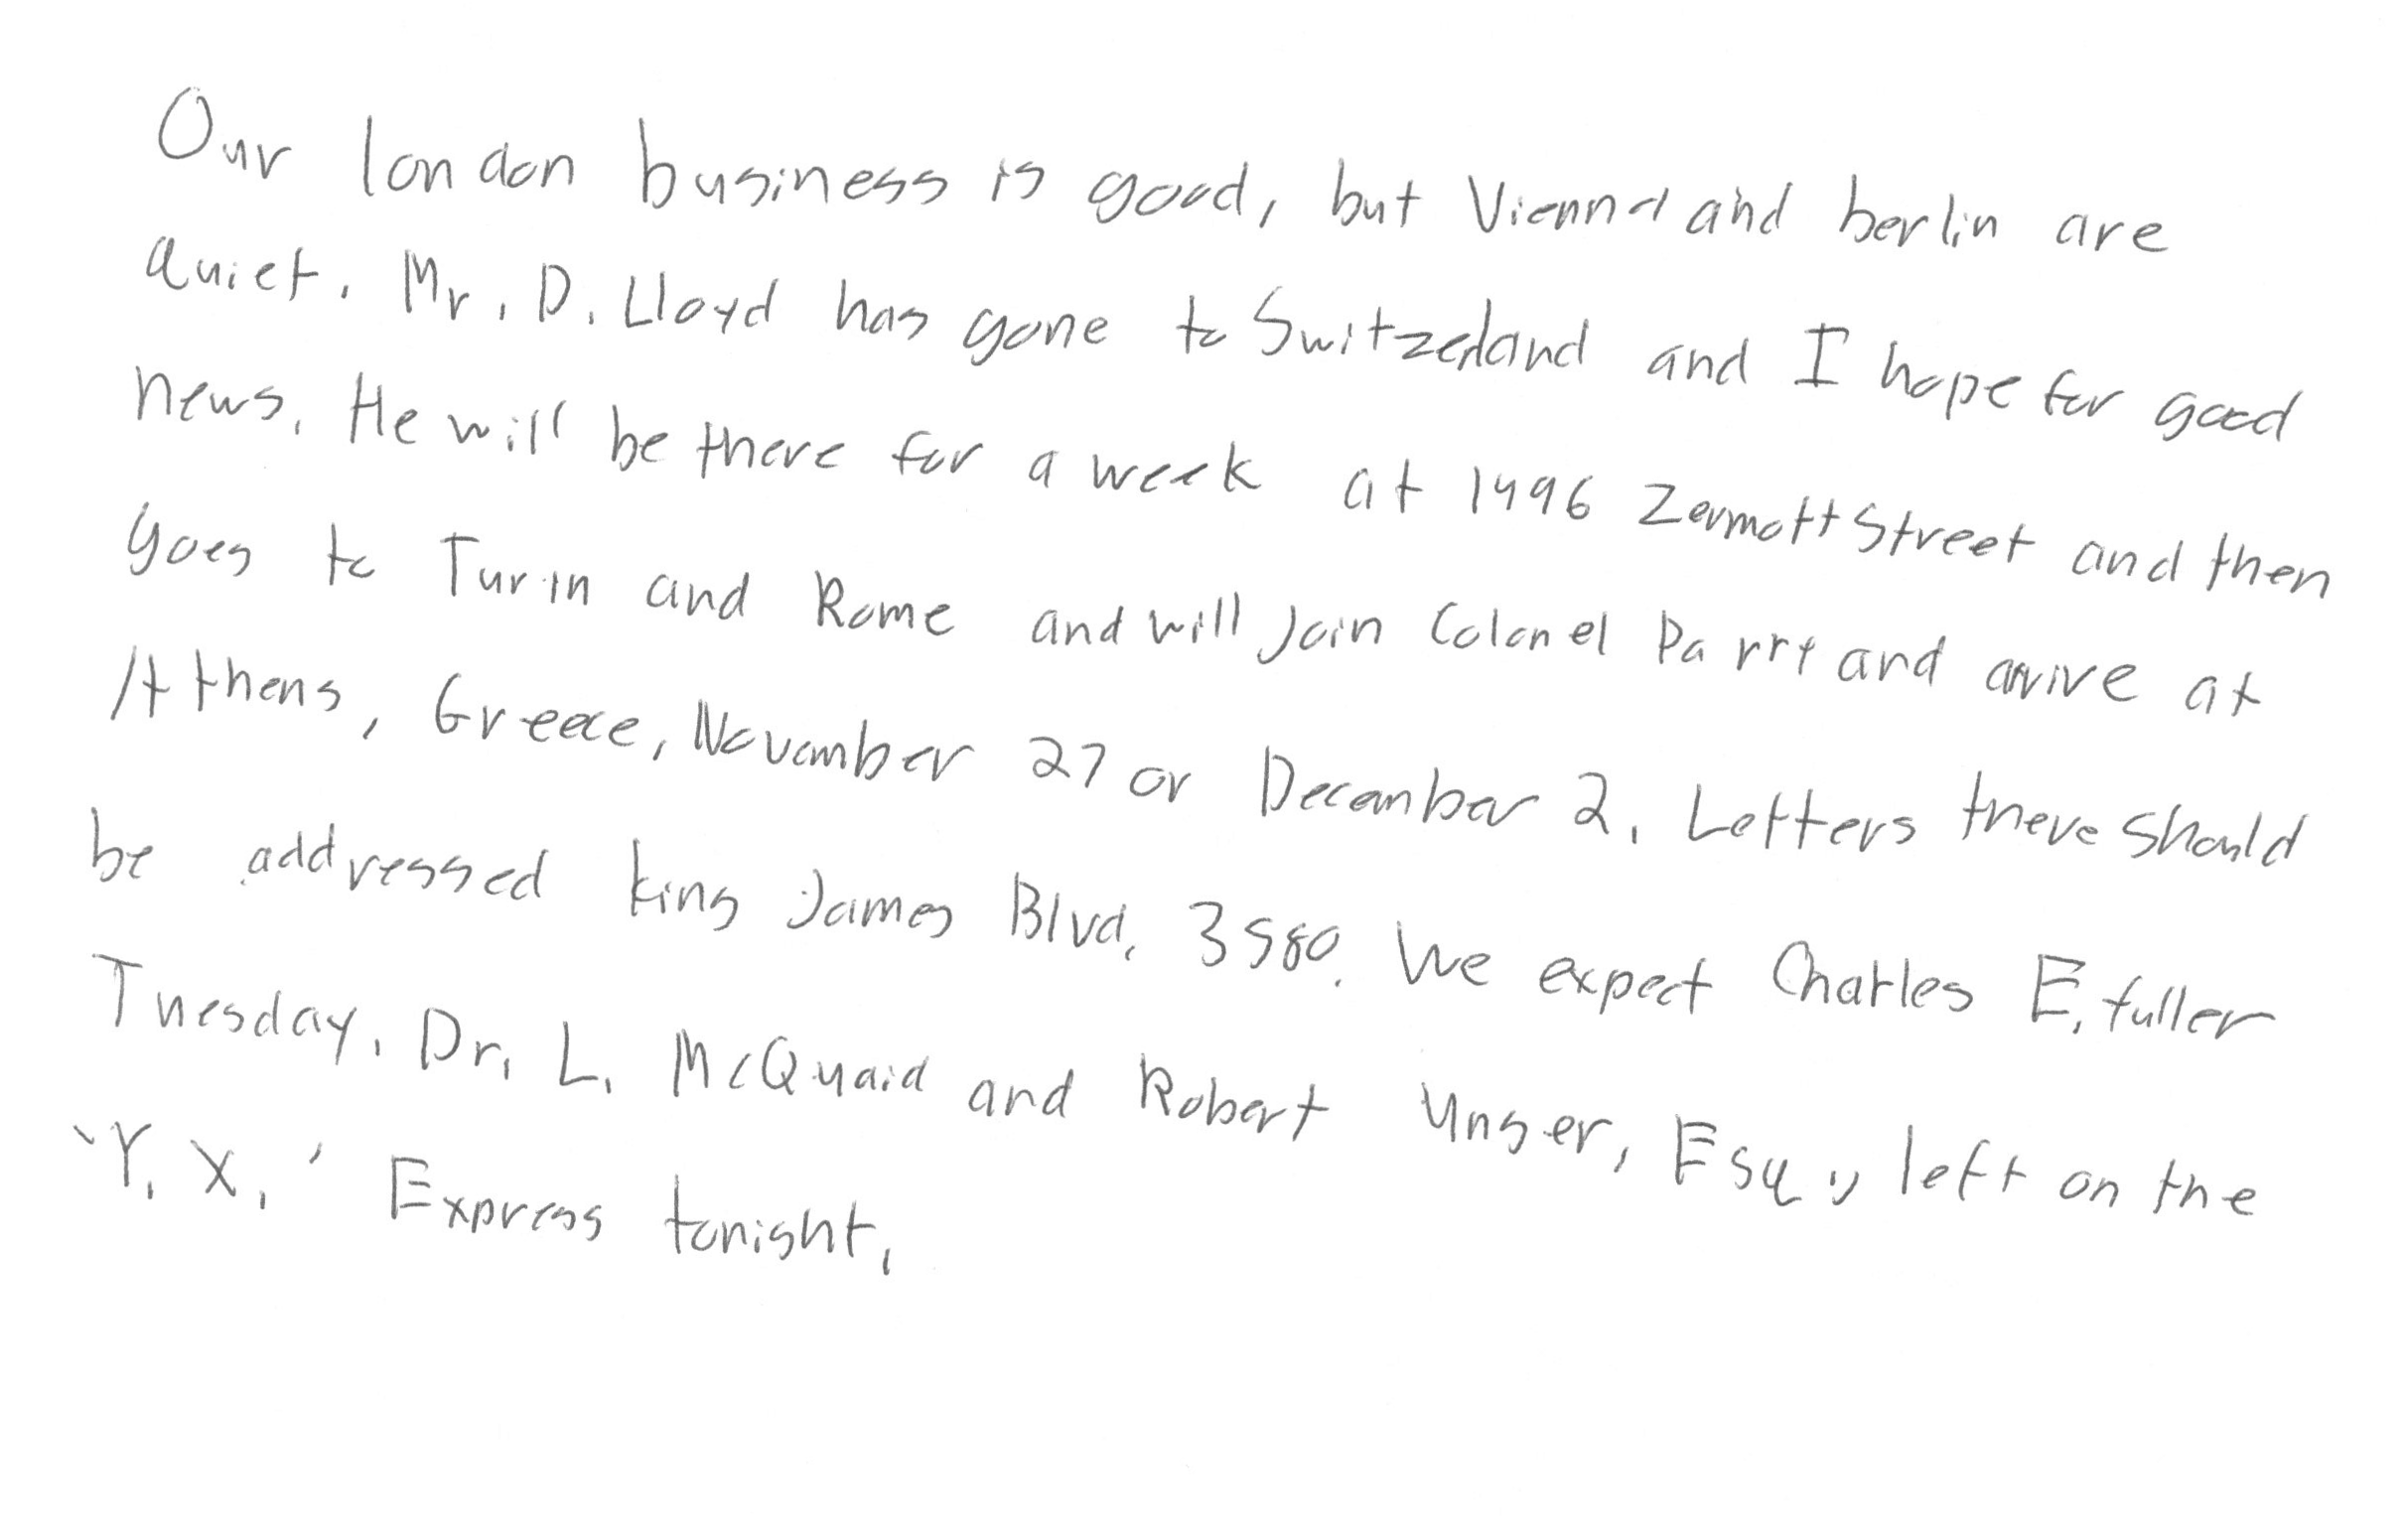 Our london business is good, but Vienna and berlin are
quiet. Mr. D. Lloyd has gone to Switzerland and I hope for good
news. He will be there for a week at 1496 Zermott Street and then
goes to Turin and Rome and will join Colonel Parry and arrive at
Athens, Greece, November 27 or December 2. Letters there should
be addressed king James Blvd. 3580. We expect Charles E. fuller
Tuesday. Dr. L. McQuaid and Robert Unger, Esq., left on the
'Y. X.' Express tonight.